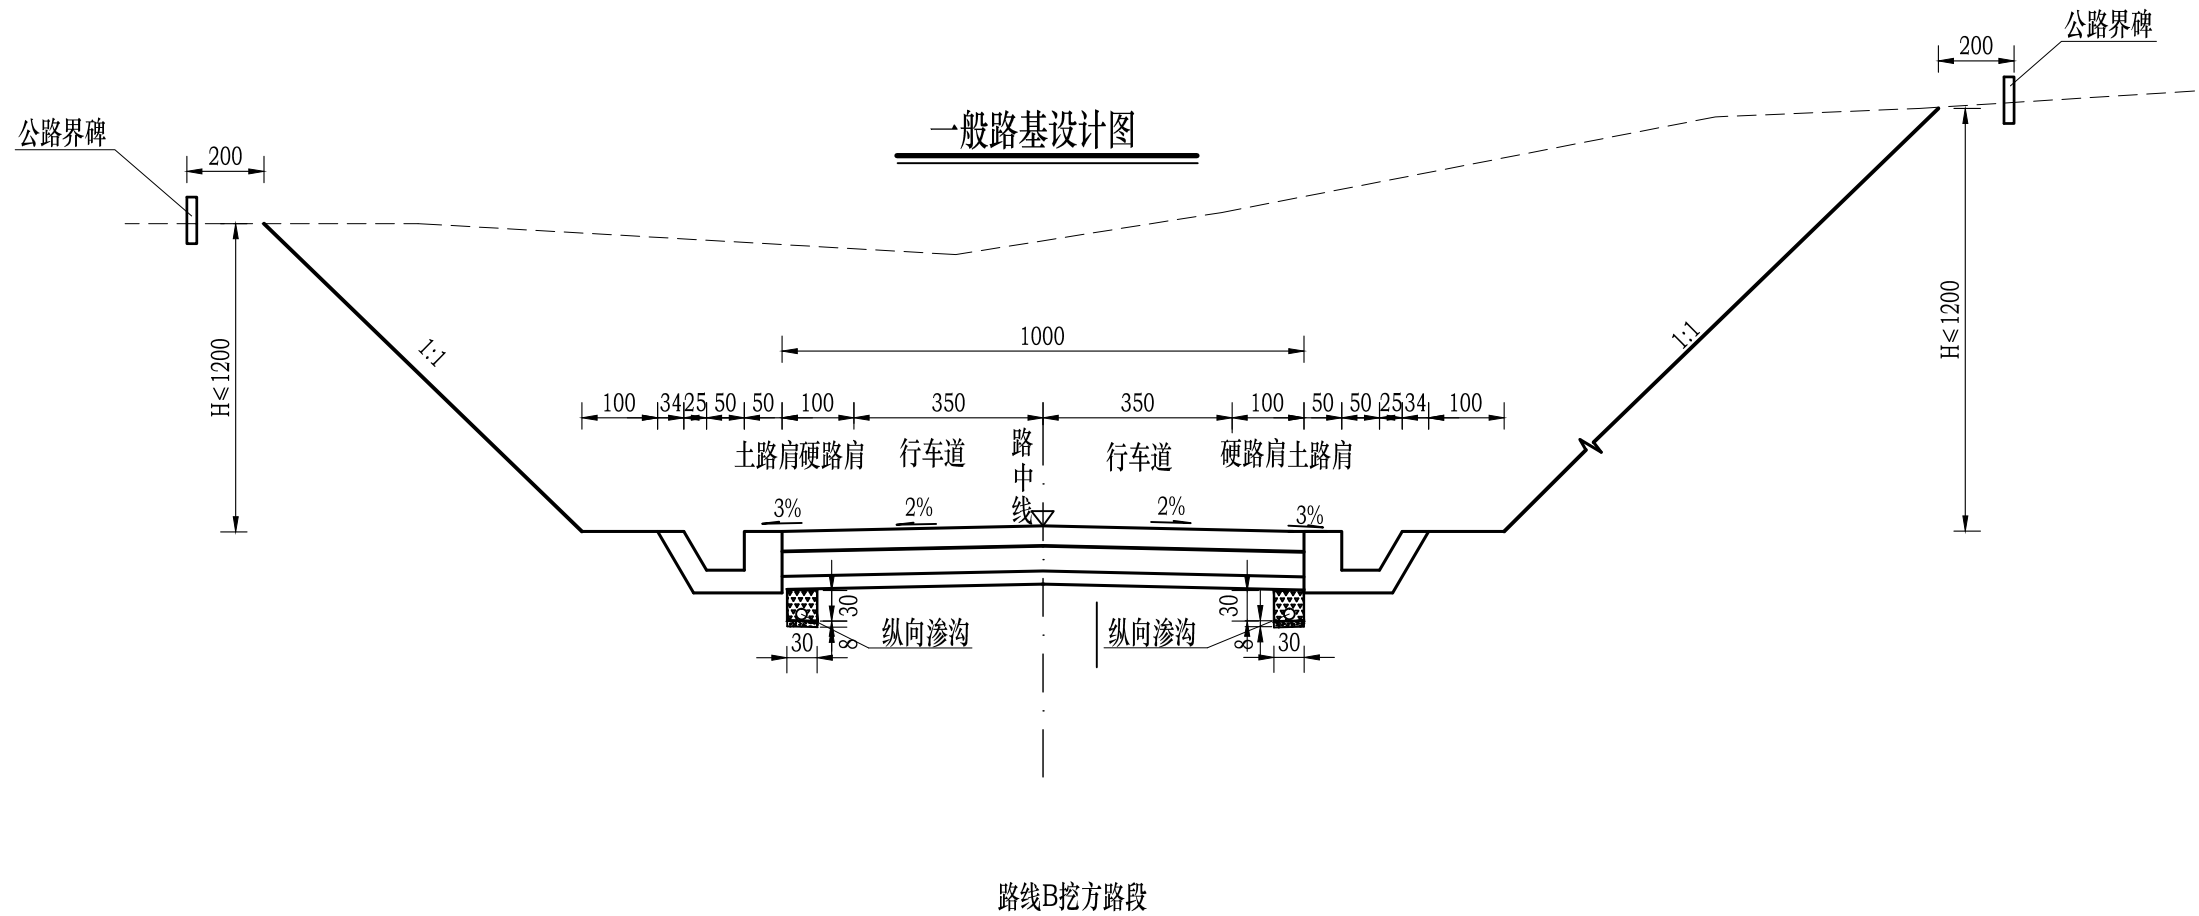 公路界碑
200
公路界碑
200
一般路基设计图
H≤1200
1:1
1:1
H≤1200
1000
100 34 25 50 50 100 350 350 100 50 50 25 34 100
土路肩 硬路肩 行车道 路中线 行车道 硬路肩 土路肩
3% 2% 2% 3%
30 30
8 纵向渗沟 纵向渗沟 8
30 30
路线B挖方路段